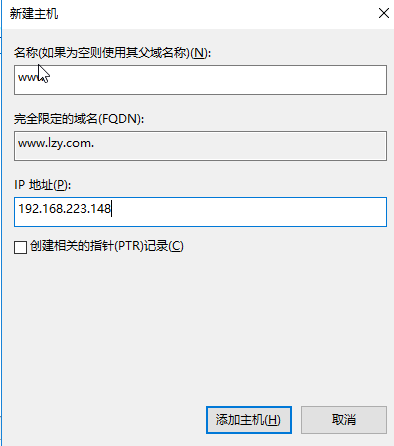 新建主机
名称(如果为空则使用其父域名称)(N):
www
完全限定的域名(FQDN):
www.lzy.com.
IP 地址(P):
192.168.223.148
创建相关的指针(PTR)记录(C)
添加主机(H)
取消